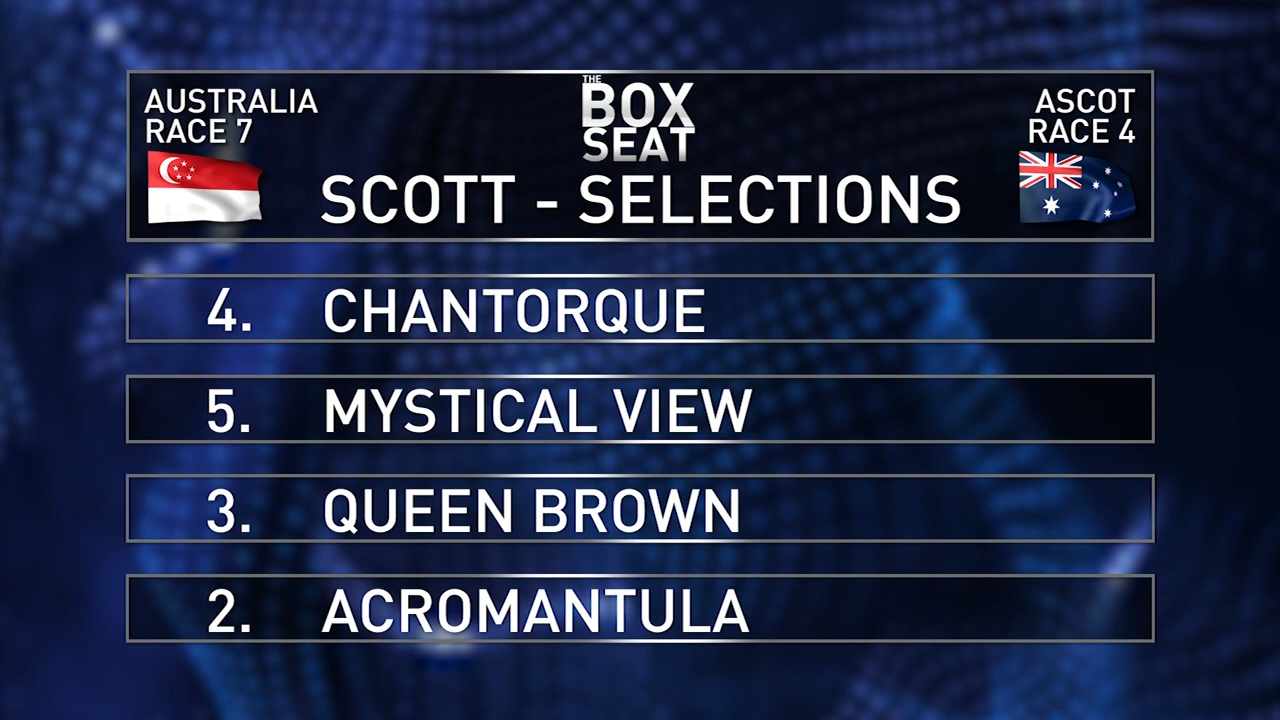 AUSTRALIA
RACE 7
THE
BOX
SEAT
ASCOT
RACE 4
SCOTT - SELECTIONS
4. CHANTORQUE
5. MYSTICAL VIEW
3. QUEEN BROWN
2. ACROMANTULA